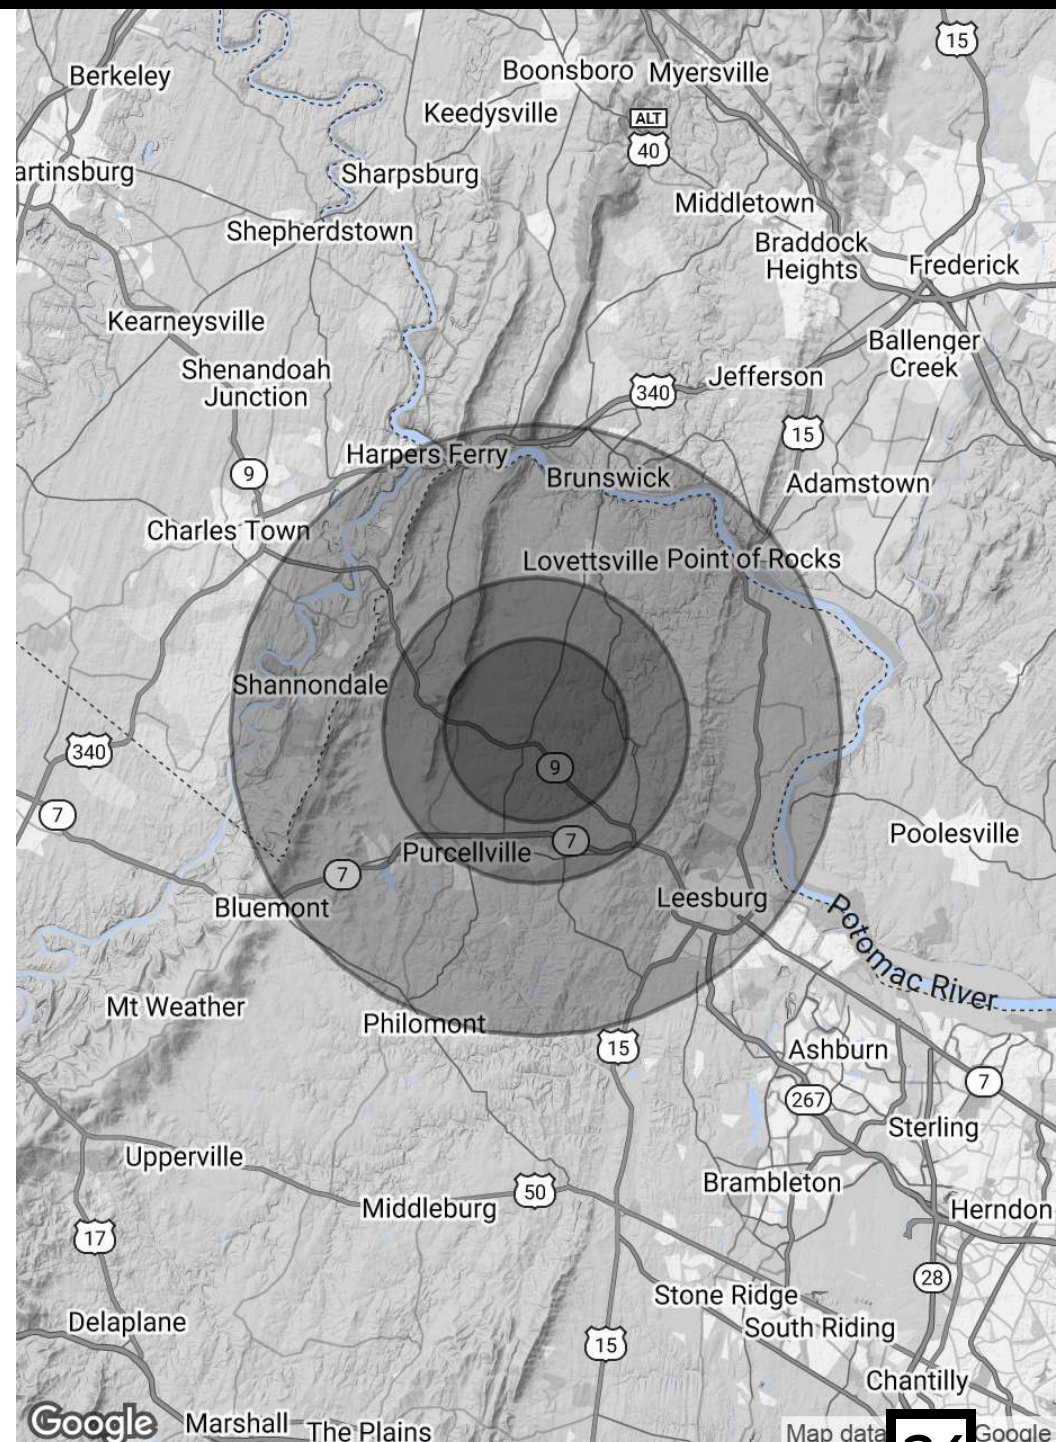 15
Berkeley
Boonsboro
Myersville
Keedysville
ALT
40
artinsburg
Sharpsburg
Middletown
Shepherdstown
Braddock
Heights
Frederick
Kearneysville
Ballenger
Creek
Shenandoah
Junction
Jefferson
340
15
Harpers Ferry
9
Brunswick
Adamstown
Charles Town
Lovettsville
Point of Rocks
Shannondale
340
9
7
Poolesville
7
Purcellville
7
Leesburg
Bluemont
Potomac River
Mt Weather
Philomont
15
Ashburn
7
267
Sterling
Upperville
Brambleton
50
Middleburg
Herndon
17
28
Stone Ridge
Delaplane
South Riding
15
Chantilly
Google
Marshall
The Plains
Map data
Google